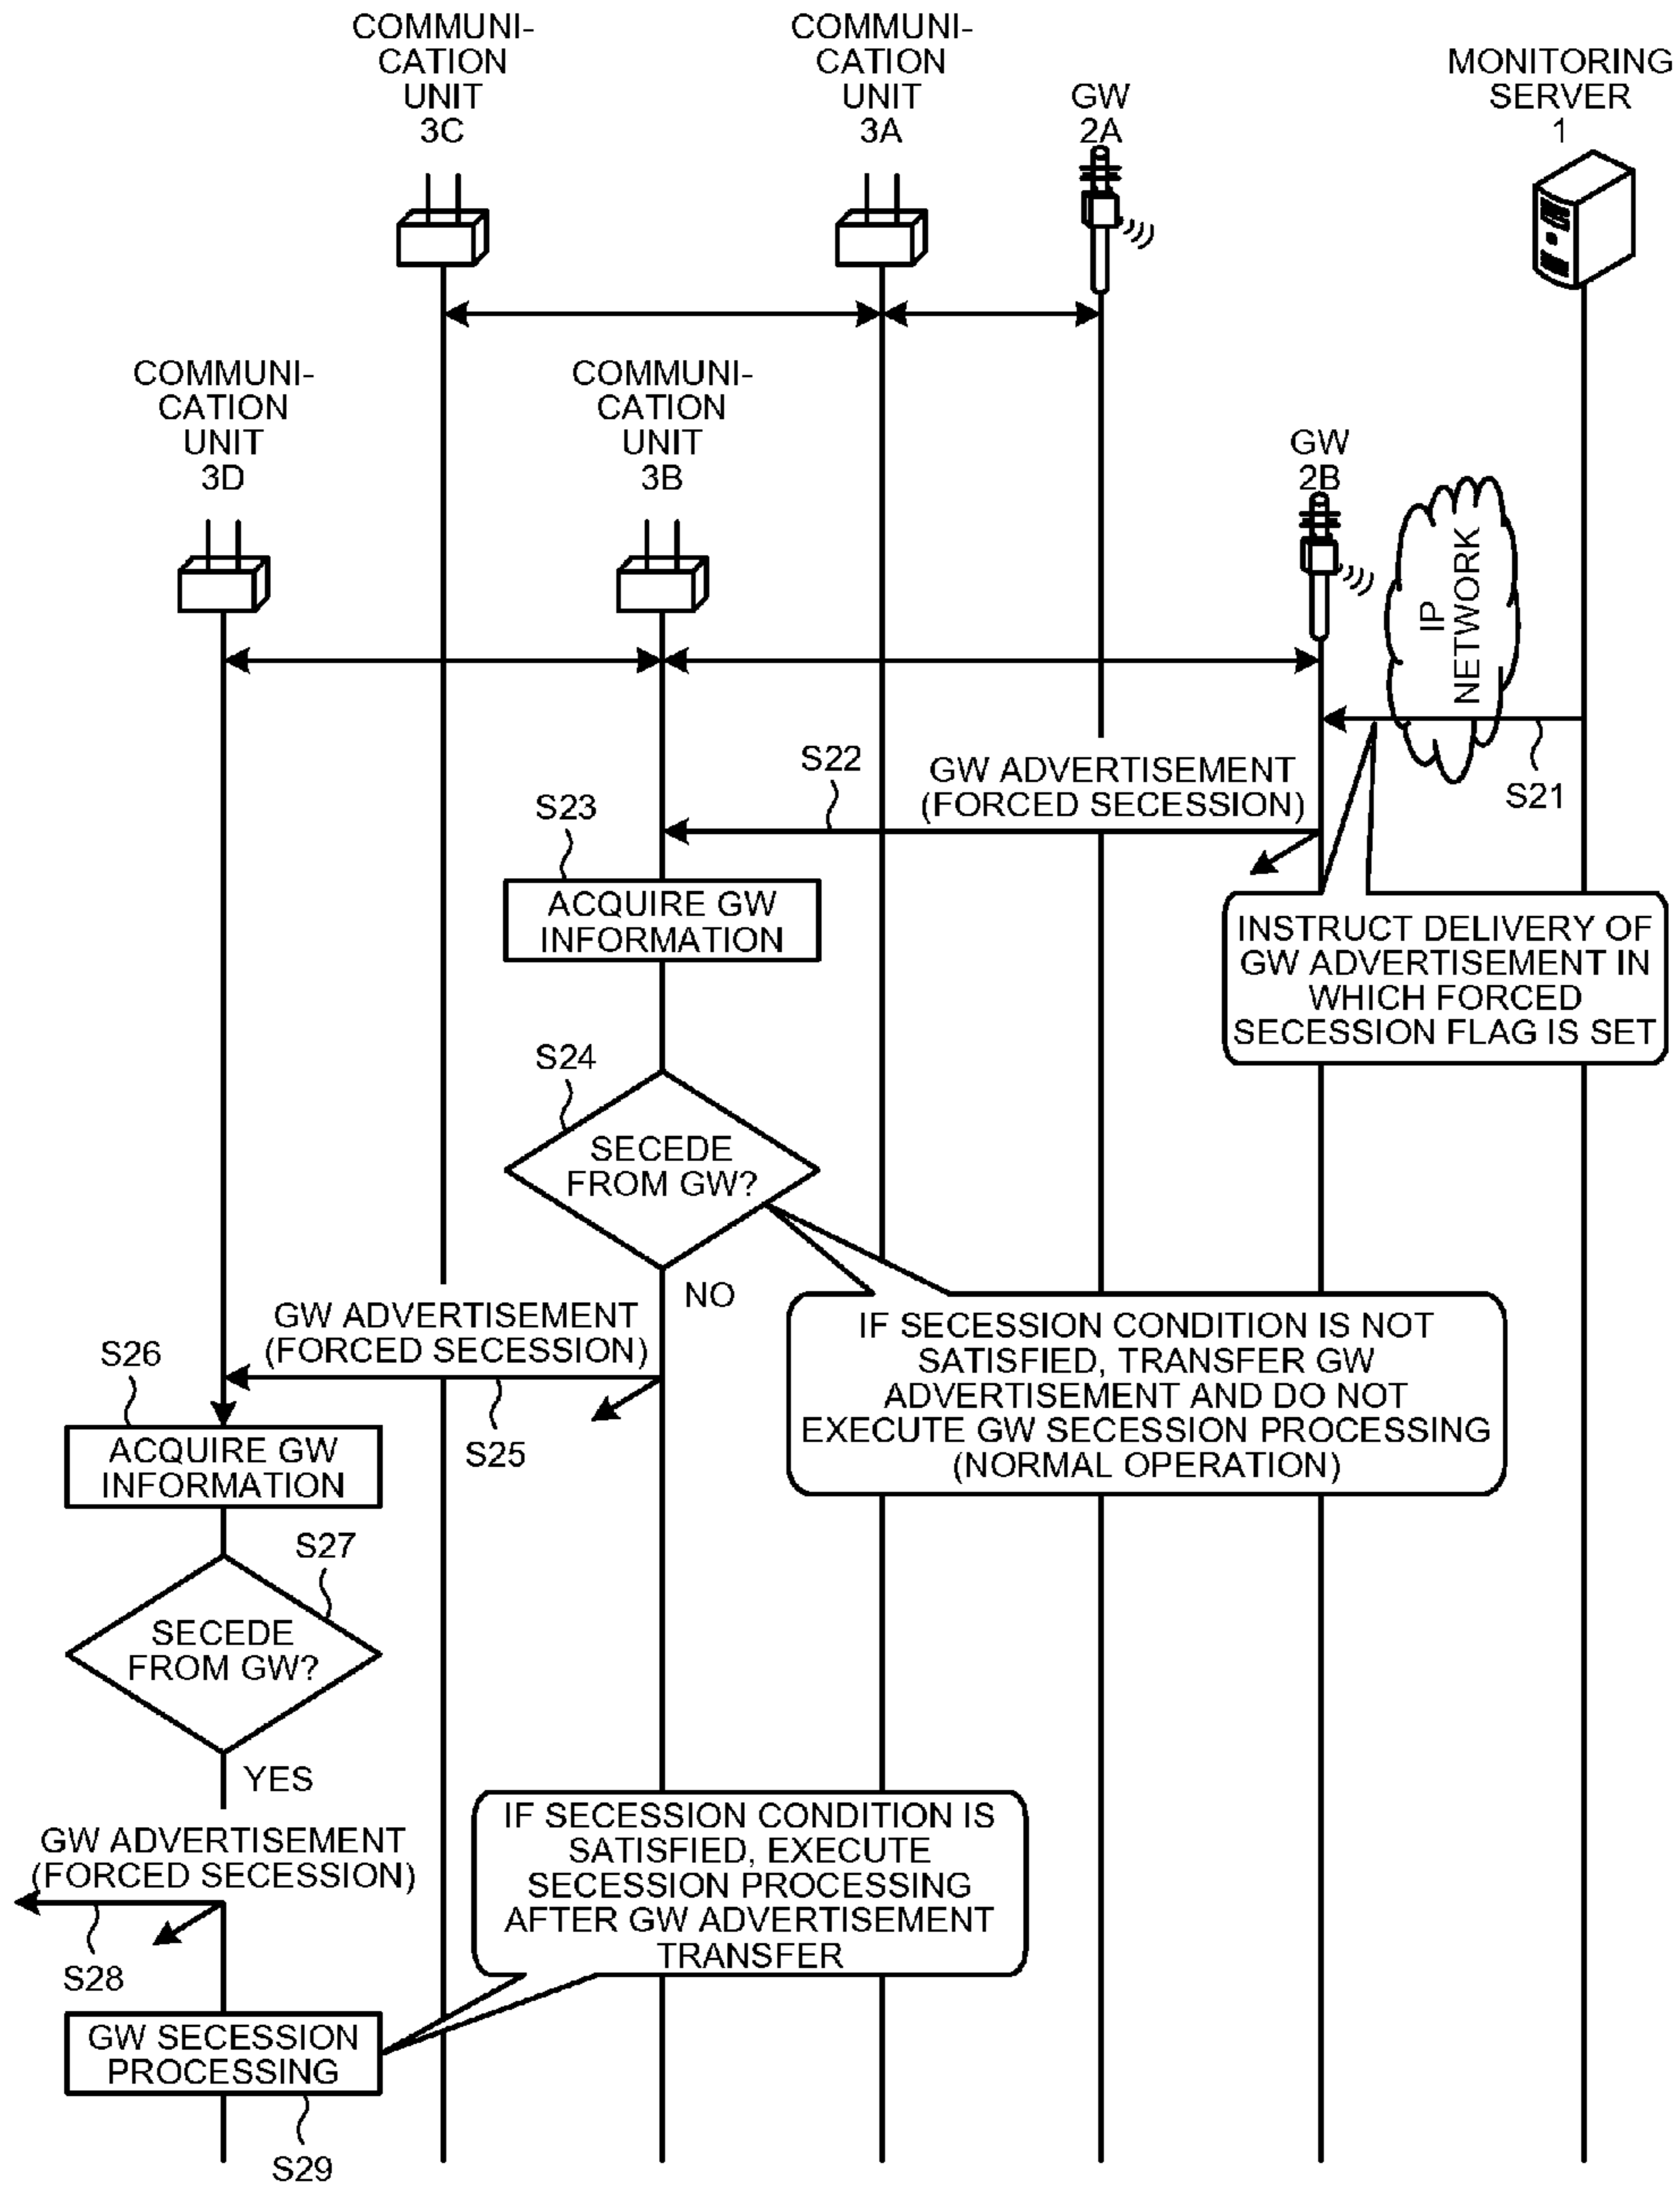 COMMUNI-
CATION
UNIT
3C
COMMUNI-
CATION
UNIT
3A
GW
2A
MONITORING
SERVER
1
COMMUNI-
CATION
UNIT
3D
COMMUNI-
CATION
UNIT
3B
GW
2B
IP
NETWORK
S21
S22
GW ADVERTISEMENT
(FORCED SECESSION)
S23
ACQUIRE GW
INFORMATION
INSTRUCT DELIVERY OF
GW ADVERTISEMENT IN
WHICH FORCED
SECESSION FLAG IS SET
S24
SECEDE
FROM GW?
NO
IF SECESSION CONDITION IS NOT
SATISFIED, TRANSFER GW
ADVERTISEMENT AND DO NOT
EXECUTE GW SECESSION PROCESSING
(NORMAL OPERATION)
GW ADVERTISEMENT
(FORCED SECESSION)
S25
S26
ACQUIRE GW
INFORMATION
S27
SECEDE
FROM GW?
YES
GW ADVERTISEMENT
(FORCED SECESSION)
S28
IF SECESSION CONDITION IS
SATISFIED, EXECUTE
SECESSION PROCESSING
AFTER GW ADVERTISEMENT
TRANSFER
GW SECESSION
PROCESSING
S29